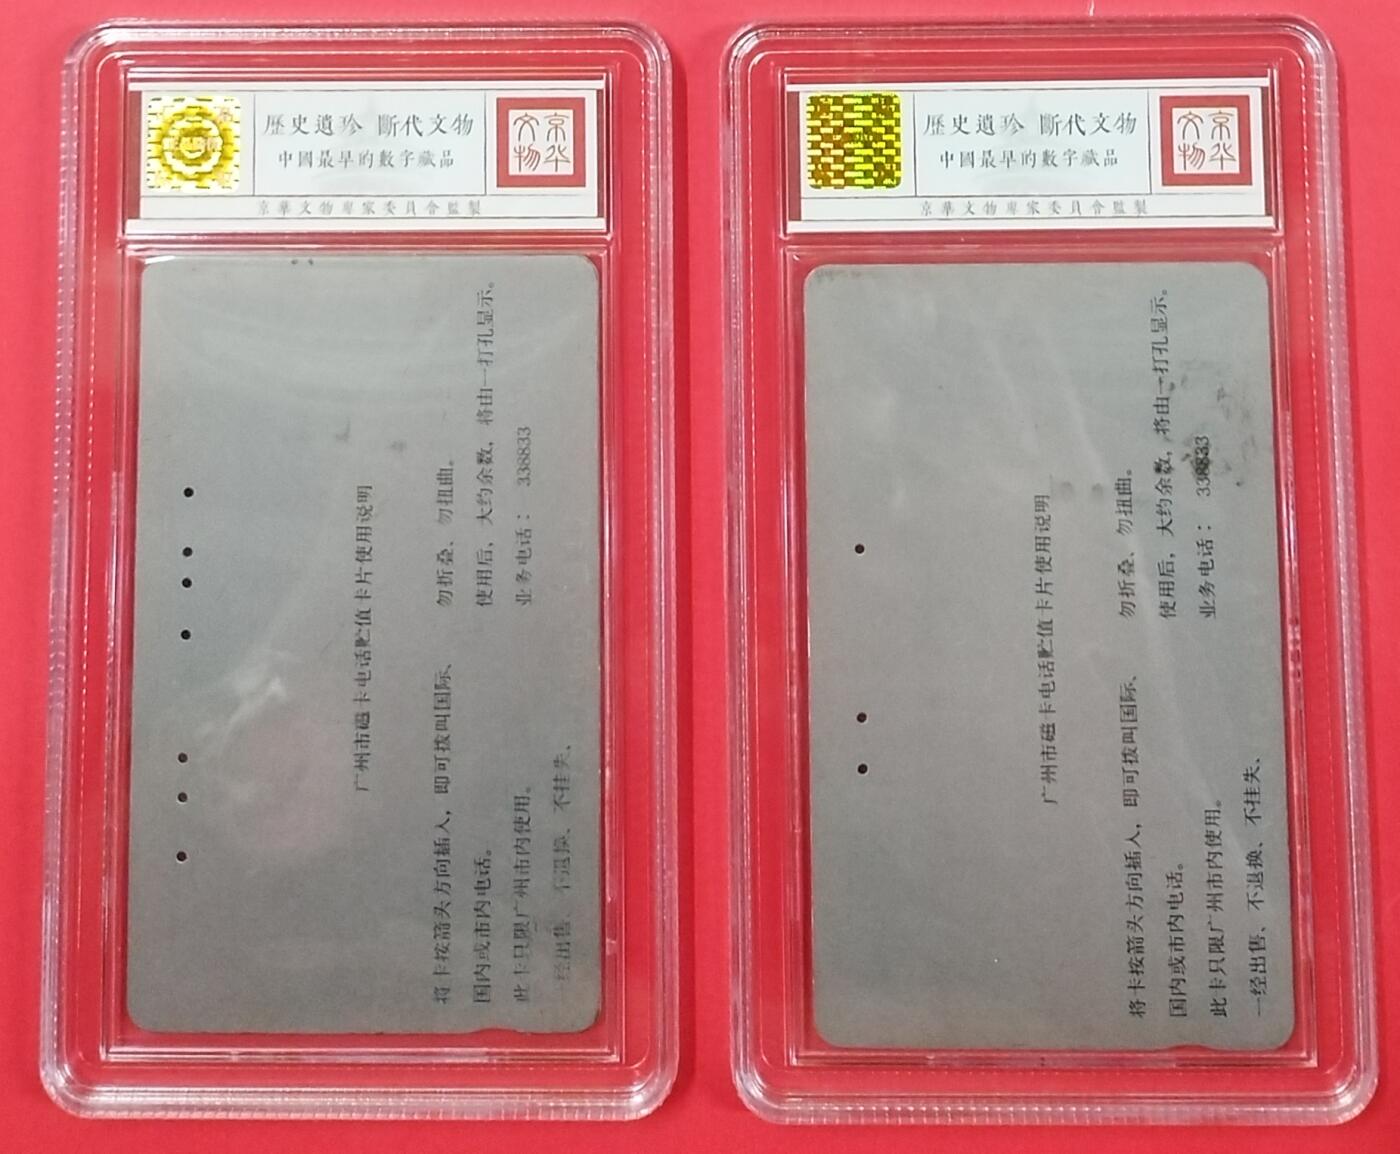 歷史遺珍 斷代文物
中國最早的數字藏品
京華文物專家委員會監製
京华文物
广州市磁卡电话贮值卡片使用说明
将卡按箭头方向插入，即可拨叫国际、
国内或市内电话。
此卡只限广州市内使用。
一经出售、不退换、不挂失、
勿折叠、勿扭曲。
使用后，大约余数，将由一打孔显示。
业务电话： 338833
歷史遺珍 斷代文物
中國最早的數字藏品
京華文物專家委員會監製
京华文物
广州市磁卡电话贮值卡片使用说明
将卡按箭头方向插入，即可拨叫国际、
国内或市内电话。
此卡只限广州市内使用。
一经出售、不退换、不挂失、
勿折叠、勿扭曲。
使用后，大约余数，将由一打孔显示。
业务电话： 338833